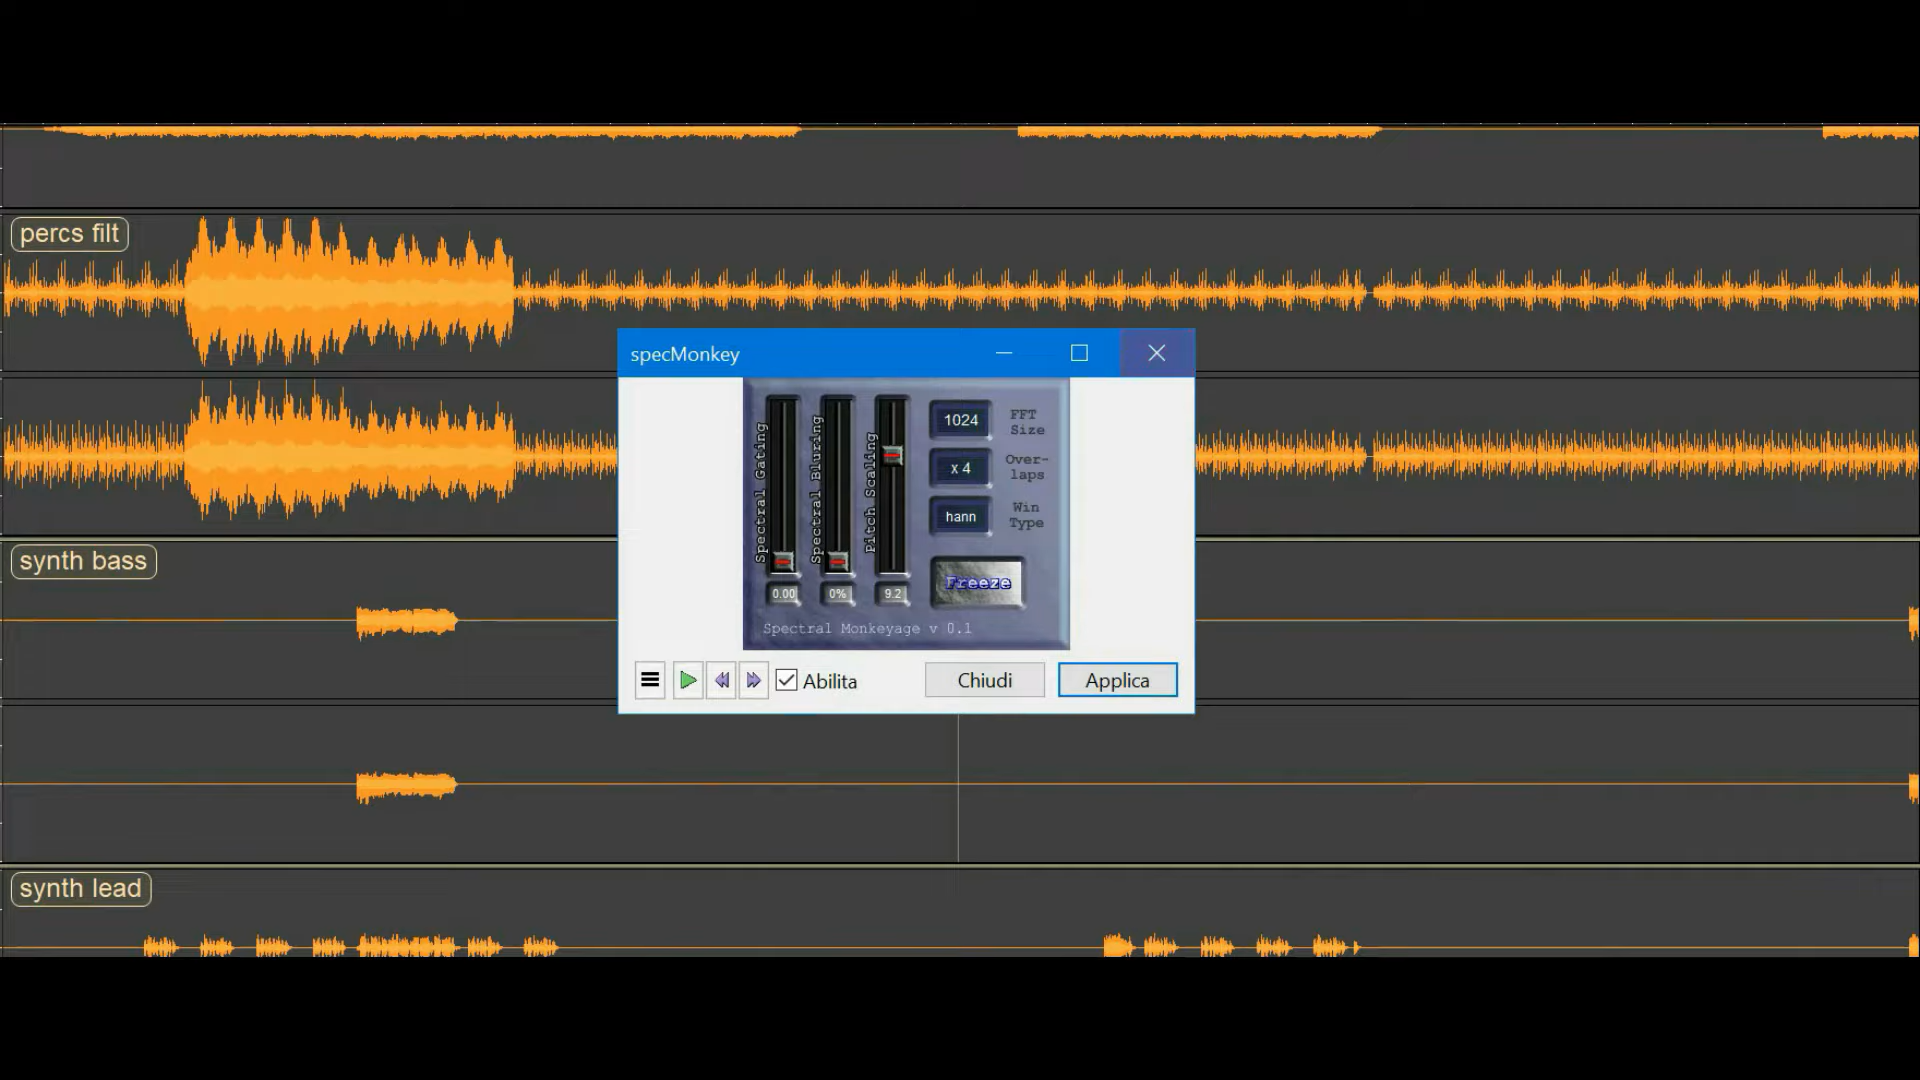 percs filt
specMonkey
Spectral Gating
Spectral Bluring
Pitch Scaling
1024
FFT
Size
x 4
Over-
laps
hann
Win
Type
Freeze
0.00
0%
9.2
Spectral Monkeyage v 0.1
synth bass
Abilita
Chiudi
Applica
synth lead